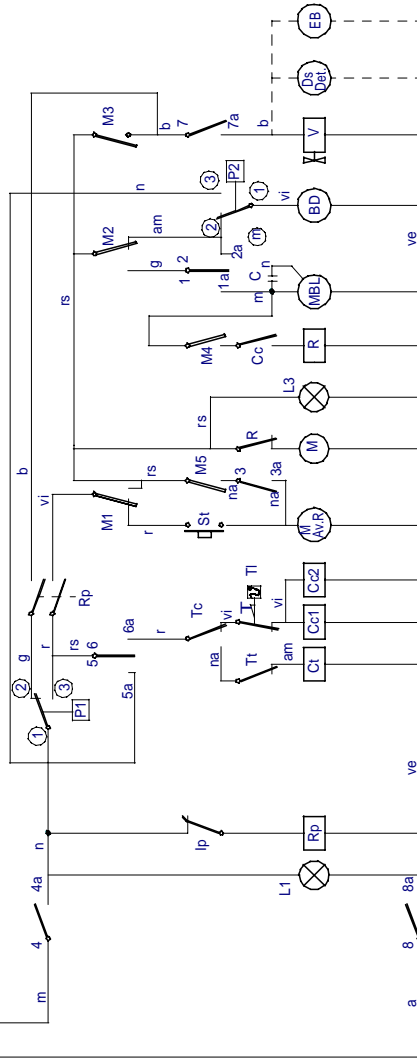 m
4
4a
n
1
P1
2
3
g
r
Rp
b
vi
rs
5
6
5a
6a
r
M1
r
rs
rs
M2
am
g
1
2
1a
2
2a
m
3
P2
1
n
M3
b
7
7a
b
Ip
Tc
na
vi
Tl
Tt
am
vi
St
M5
na
3
na
3a
R
rs
M4
Cc
m
C
n
vi
L1
Rp
Ct
Cc1
Cc2
M
Av.R
M
L3
R
MBL
BD
V
Ds
Det.
EB
a
8
8a
ve
ve